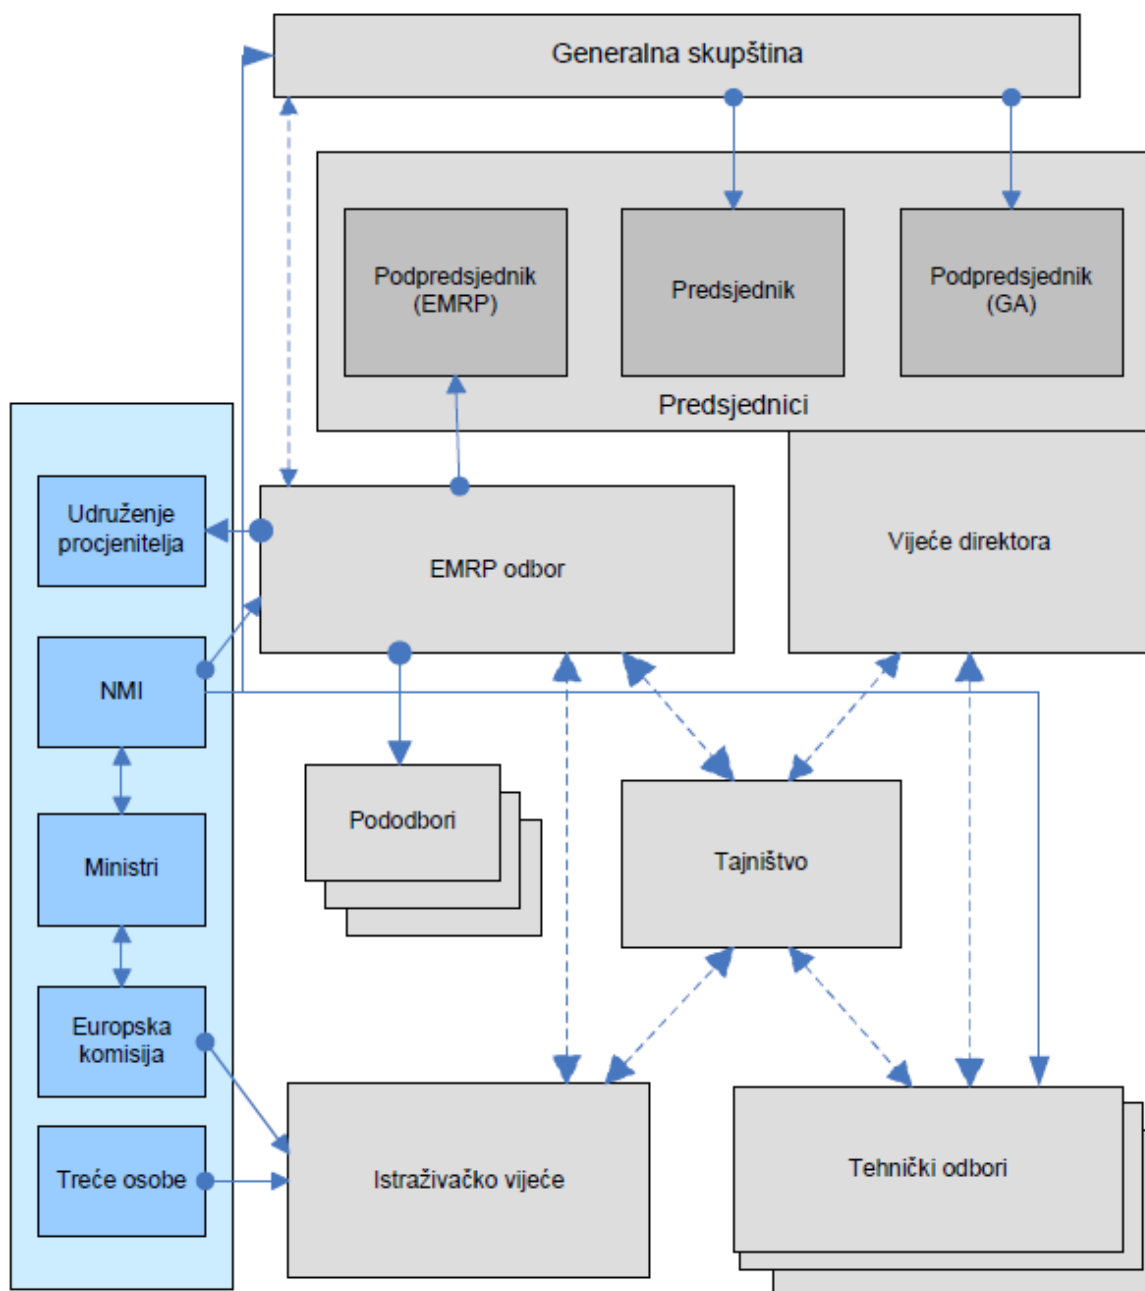 Generalna skupština
Podpredsjednik
(EMRP)
Predsjednik
Podpredsjednik
(GA)
Predsjednici
Udruženje
procjenitelja
EMRP odbor
Vijeće direktora
NMI
Pododbori
Tajništvo
Ministri
Europska
komisija
Treće osobe
Istraživačko vijeće
Tehnički odbori